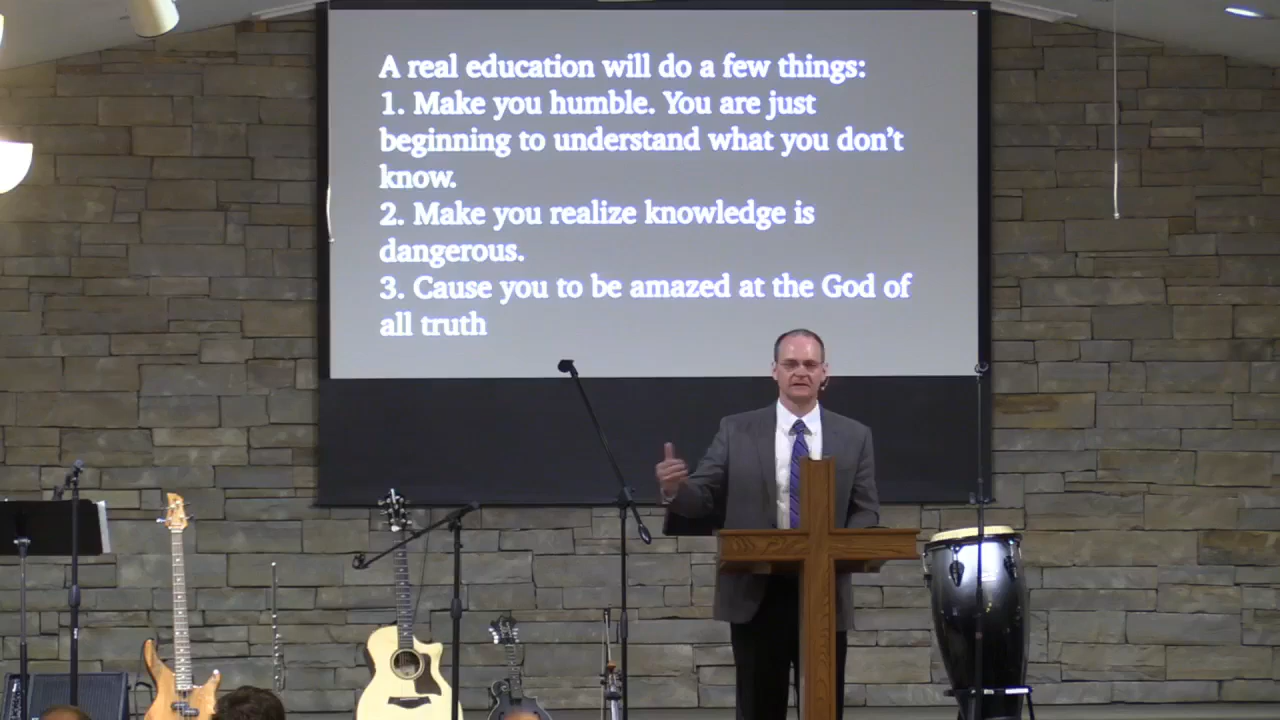 A real education will do a few things:
1. Make you humble. You are just
beginning to understand what you don't
know.
2. Make you realize knowledge is
dangerous.
3. Cause you to be amazed at the God of
all truth